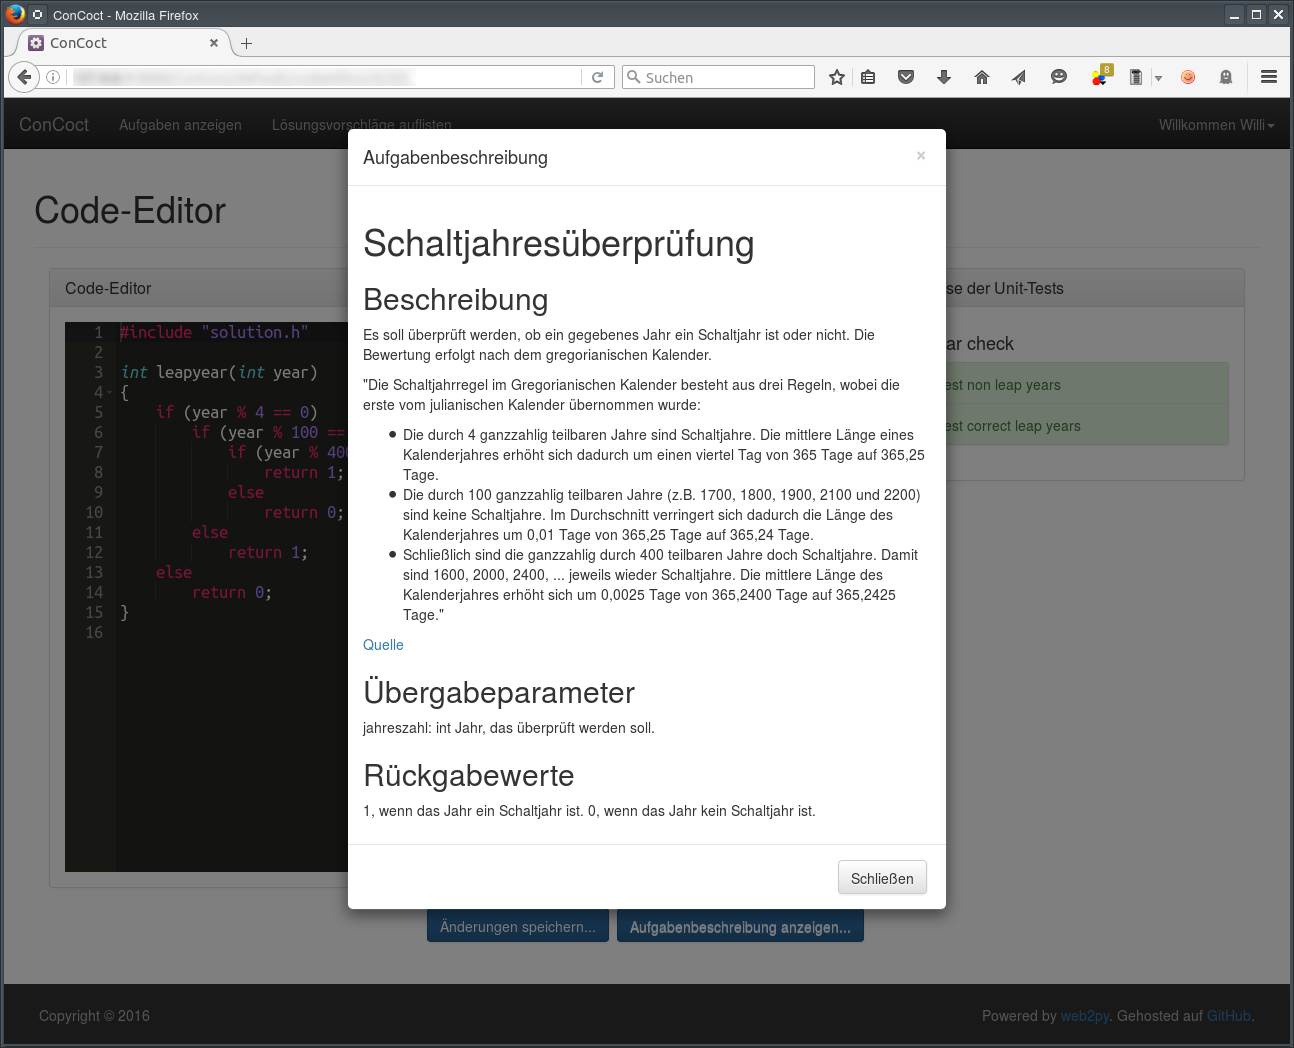 ConCoct - Mozilla Firefox
ConCoct
Suchen
8
ConCoct
Aufgaben anzeigen
Lösungsvorschläge auflisten
Willkommen Willi
Code-Editor
Code-Editor
1 #include "solution.h"
2
3 int leapyear(int year)
4 {
5 if (year % 4 == 0)
6 if (year % 100 ==
7 if (year % 400
8 return 1;
9 else
10 return 0;
11 else
12 return 1;
13 else
14 return 0;
15 }
16
Aufgabenbeschreibung
×
Schaltjahresüberprüfung
Beschreibung
Es soll überprüft werden, ob ein gegebenes Jahr ein Schaltjahr ist oder nicht. Die
Bewertung erfolgt nach dem gregorianischen Kalender.
"Die Schaltjahrregel im Gregorianischen Kalender besteht aus drei Regeln, wobei die
erste vom julianischen Kalender übernommen wurde:
Die durch 4 ganzzahlig teilbaren Jahre sind Schaltjahre. Die mittlere Länge eines
Kalenderjahres erhöht sich dadurch um einen viertel Tag von 365 Tage auf 365,25
Tage.
Die durch 100 ganzzahlig teilbaren Jahre (z.B. 1700, 1800, 1900, 2100 und 2200)
sind keine Schaltjahre. Im Durchschnitt verringert sich dadurch die Länge des
Kalenderjahres um 0,01 Tage von 365,25 Tage auf 365,24 Tage.
Schließlich sind die ganzzahlig durch 400 teilbaren Jahre doch Schaltjahre. Damit
sind 1600, 2000, 2400, ... jeweils wieder Schaltjahre. Die mittlere Länge des
Kalenderjahres erhöht sich um 0,0025 Tage von 365,2400 Tage auf 365,2425
Tage."
Quelle
Übergabeparameter
jahreszahl: int Jahr, das überprüft werden soll.
Rückgabewerte
1, wenn das Jahr ein Schaltjahr ist. 0, wenn das Jahr kein Schaltjahr ist.
Schließen
se der Unit-Tests
ar check
est non leap years
est correct leap years
Änderungen speichern...
Aufgabenbeschreibung anzeigen...
Copyright © 2016
Powered by web2py. Gehosted auf GitHub.